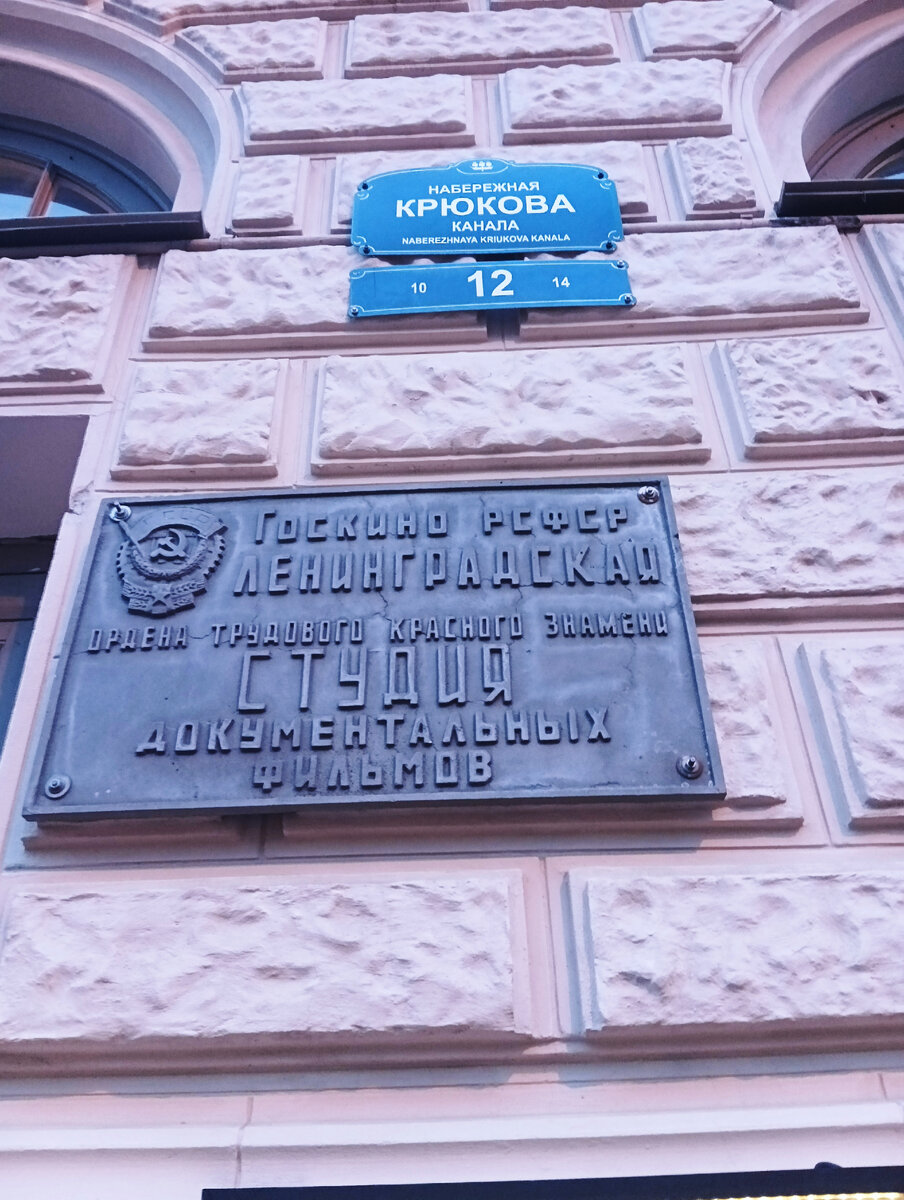 НАБЕРЕЖНАЯ
КРЮКОВА
КАНАЛА
NABEREZHNAYA KRIUKOVA KANALA
10 12 14
ГОСКИНО РСФСР
ЛЕНИНГРАДСКАЯ
ОРДЕНА ТРУДОВОГО КРАСНОГО ЗНАМЕНИ
СТУДИЯ
ДОКУМЕНТАЛЬНЫХ
ФИЛЬМОВ